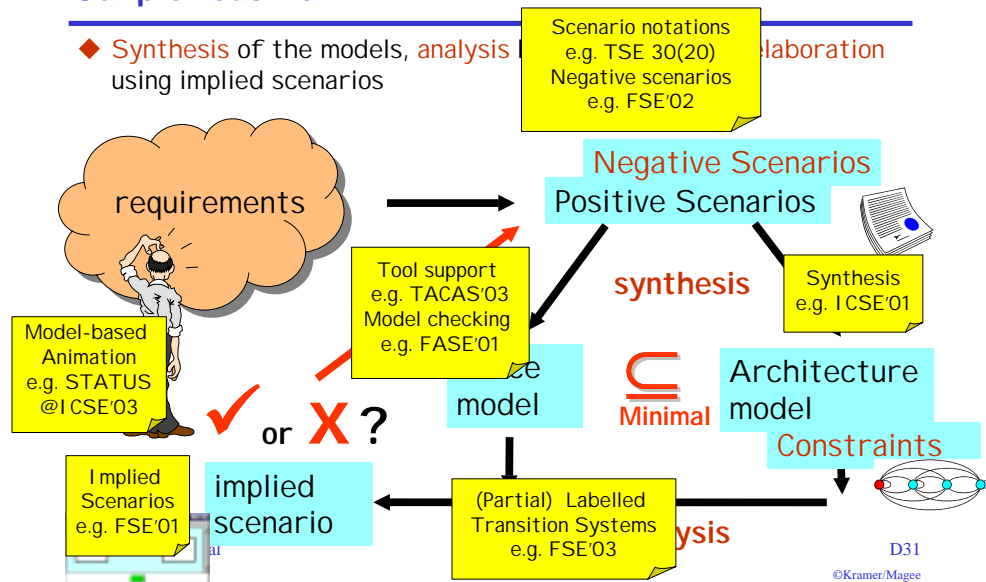 Scenario notations
e.g. TSE 30(20)
Negative scenarios
e.g. FSE'02
Synthesis of the models, analysis elaboration
using implied scenarios
Negative Scenarios
Positive Scenarios
requirements
Tool support
e.g. TACAS'03
Model checking
e.g. FASE'01
synthesis
Synthesis
e.g. ICSE'01
Model-based
Animation
e.g. STATUS
@ICSE'03
model
Minimal
Architecture
model
Constraints
or X ?
Implied
Scenarios
e.g. FSE'01
implied
scenario
(Partial) Labelled
Transition Systems
e.g. FSE'03
ysis
al
D31
©Kramer/Magee